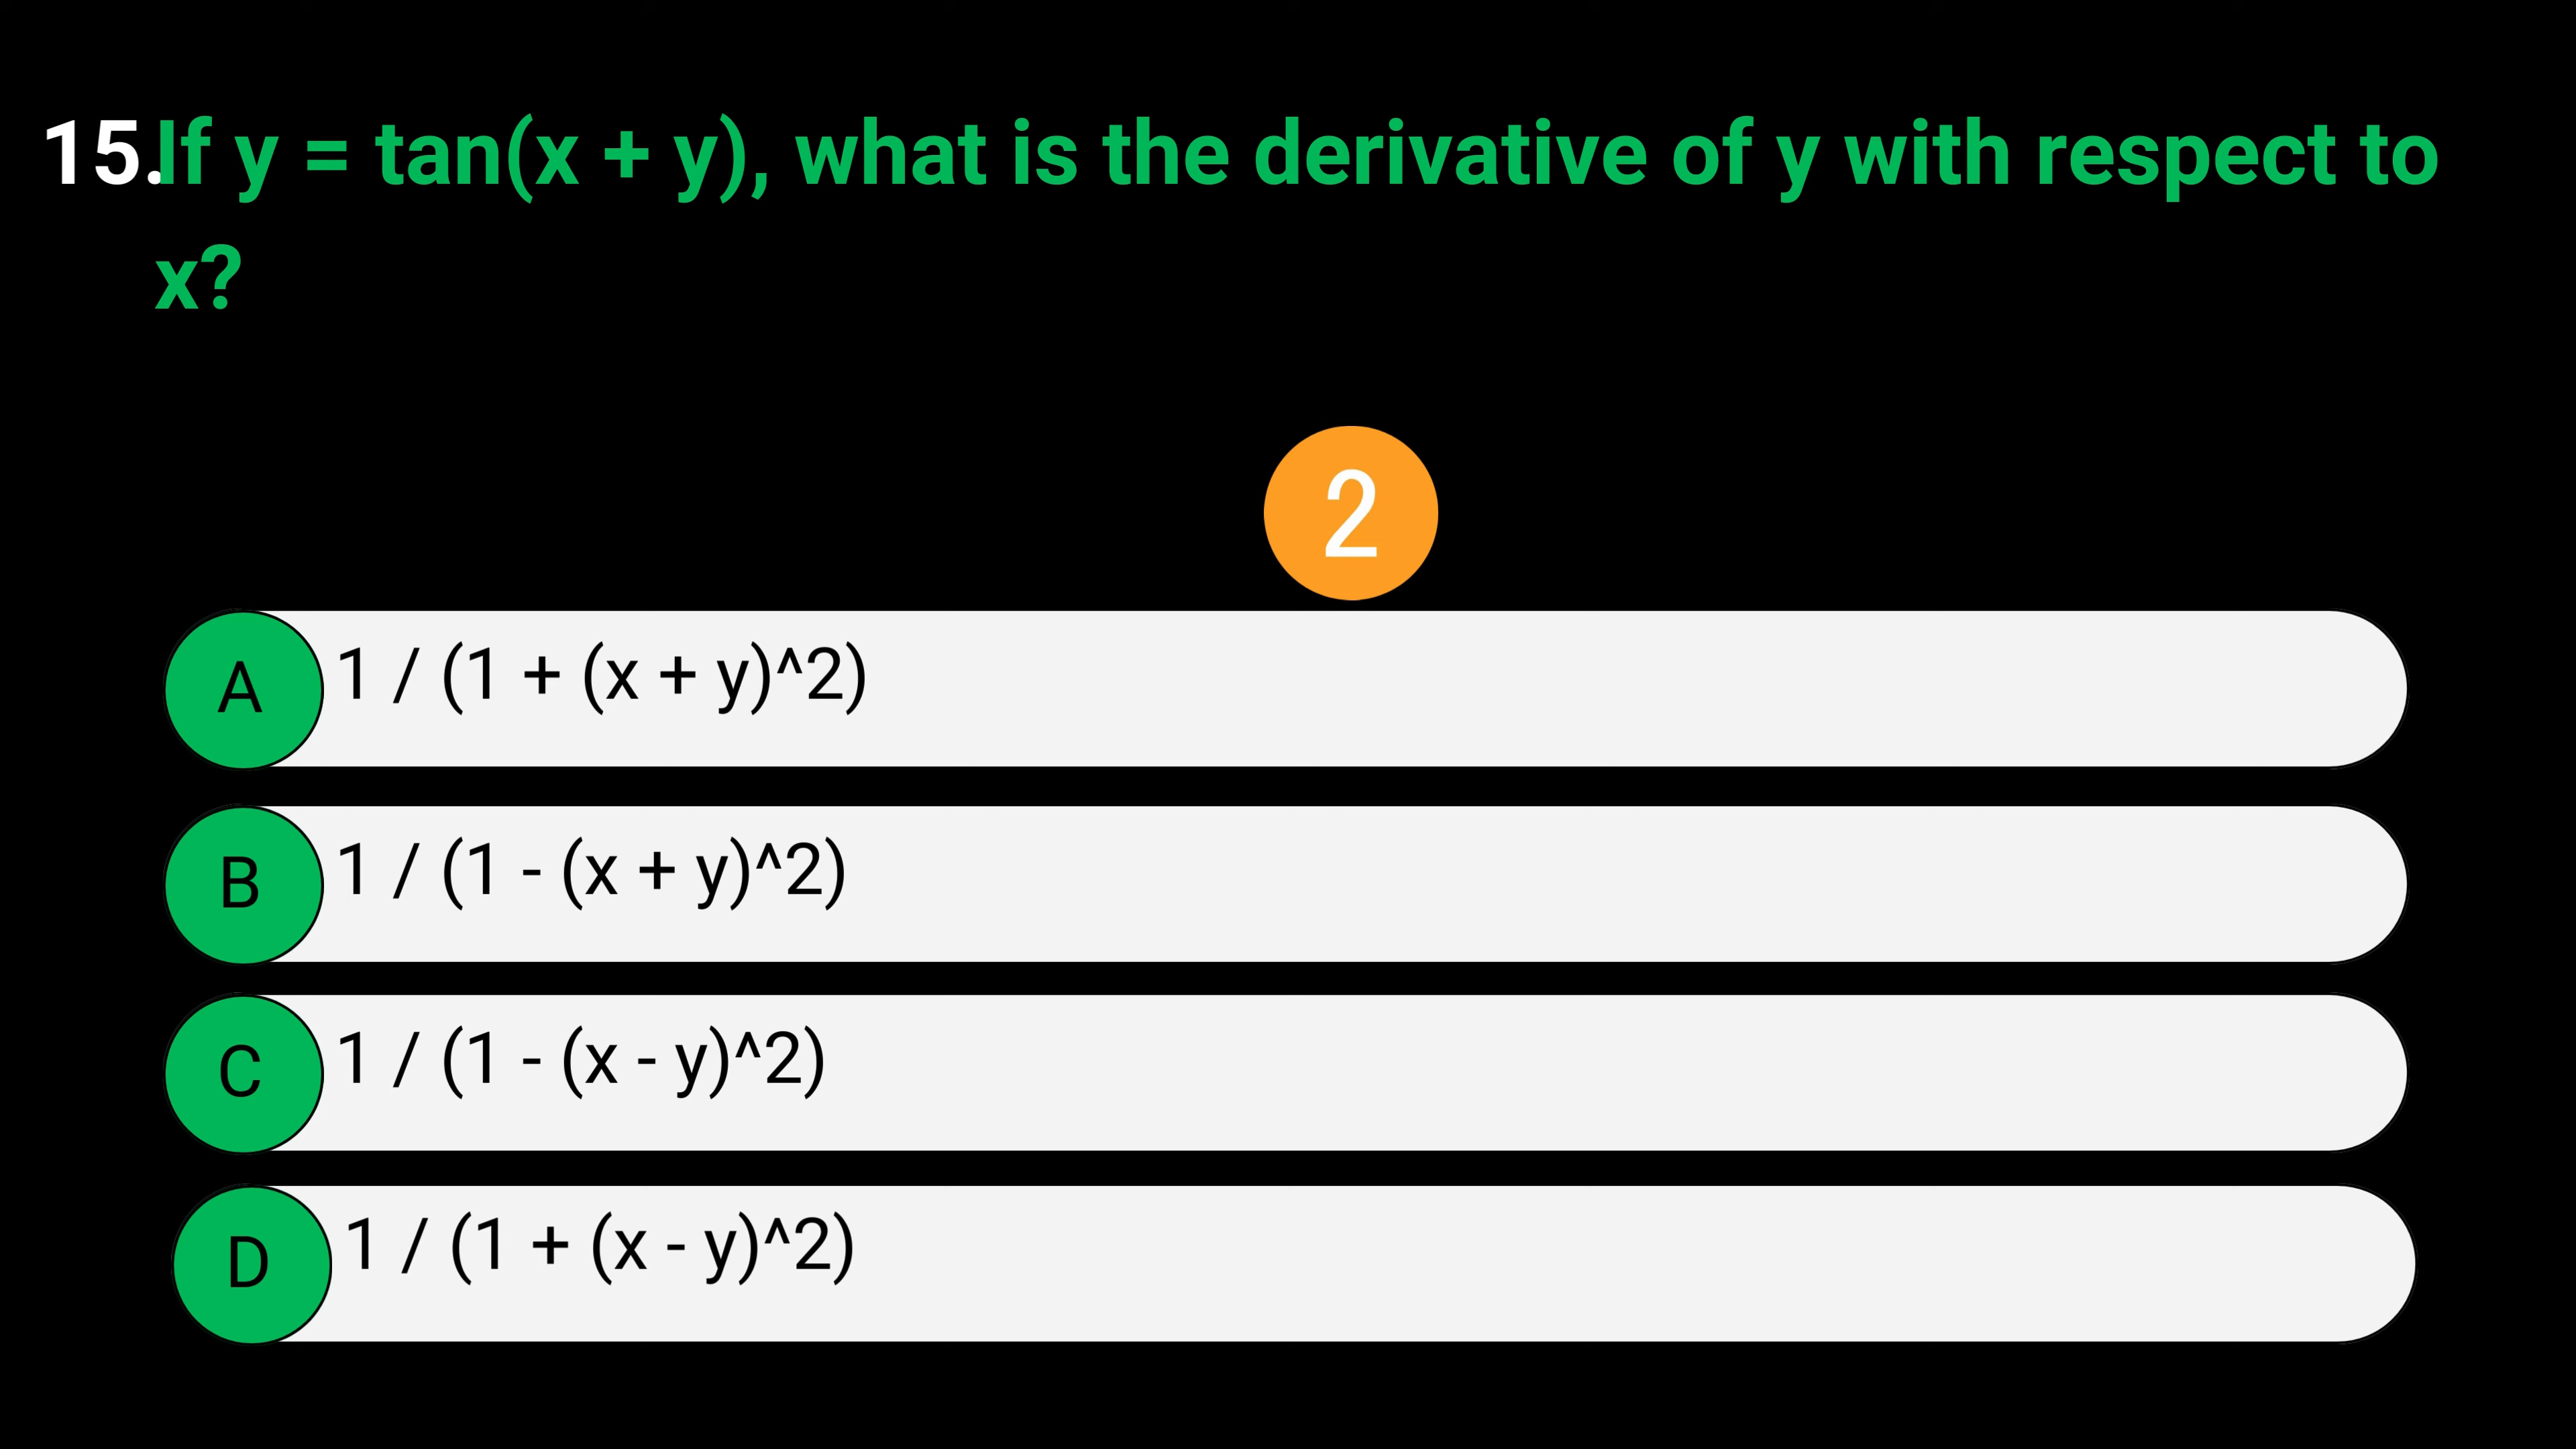 15.If y = tan(x + y), what is the derivative of y with respect to
x?
2
A 1 / (1 + (x + y)^2)
B 1 / (1 - (x + y)^2)
C 1 / (1 - (x - y)^2)
D 1 / (1 + (x - y)^2)